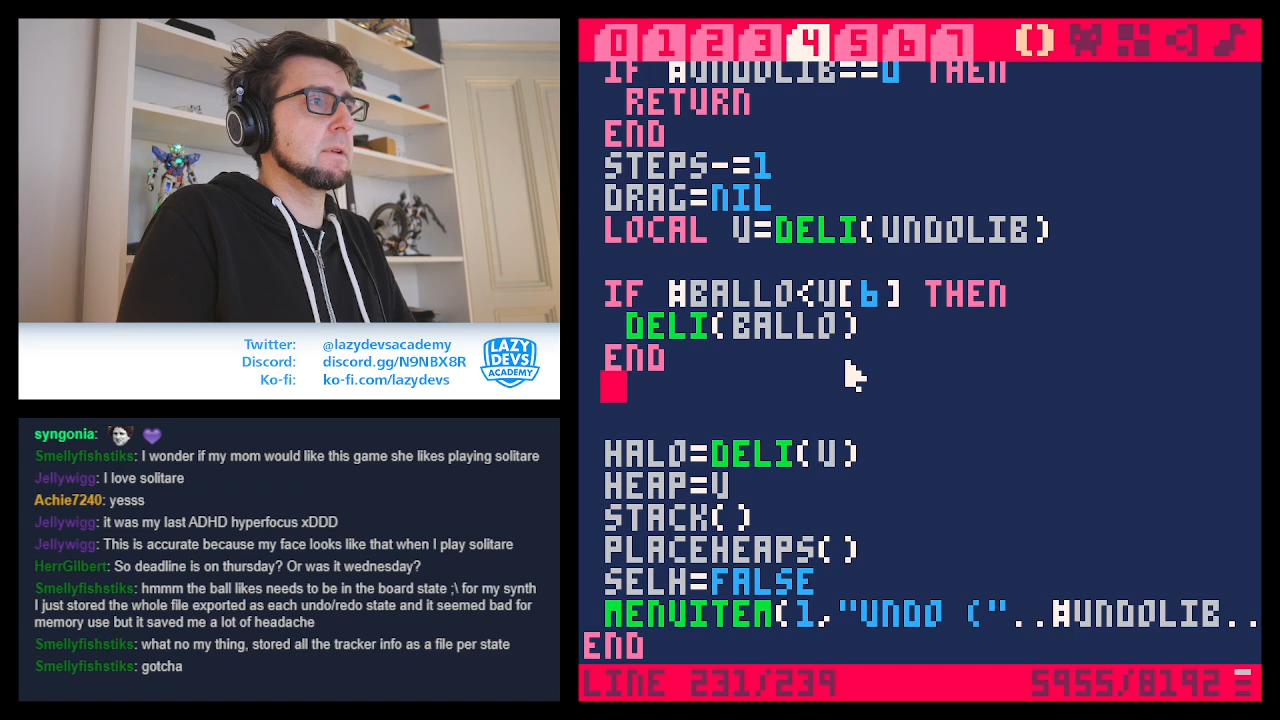 Twitter: @lazydevsacademy
Discord: discord.gg/N9NBX8R
Ko-fi: ko-fi.com/lazydevs
LAZY
DEVS
ACADEMY
syngonia:
Smellyfishstiks: I wonder if my mom would like this game she likes playing solitare
Jellywigg: I love solitare
Achie7240: yesss
Jellywigg: it was my last ADHD hyperfocus xDDD
Jellywigg: This is accurate because my face looks like that when I play solitare
HerrGilbert: So deadline is on thursday? Or was it wednesday?
Smellyfishstiks: hmmm the ball likes needs to be in the board state ;\ for my synth
I just stored the whole file exported as each undo/redo state and it seemed bad for
memory use but it saved me a lot of headache
Smellyfishstiks: what no my thing, stored all the tracker info as a file per state
Smellyfishstiks: gotcha
0 1 2 3 4 5 6 7 ()
IF #UNDOLIB==0 THEN
RETURN
END
STEPS-=1
DRAG=NIL
LOCAL U=DELI(UNDOLIB)
IF #BALLO<U[6] THEN
DELI(BALLO)
END
HALO=DELI(U)
HEAP=U
STACK()
PLACEHEAPS()
SELH=FALSE
MENUITEM(1,"UNDO ("..#UNDOLIB..
END
LINE 231/239 5955/8192